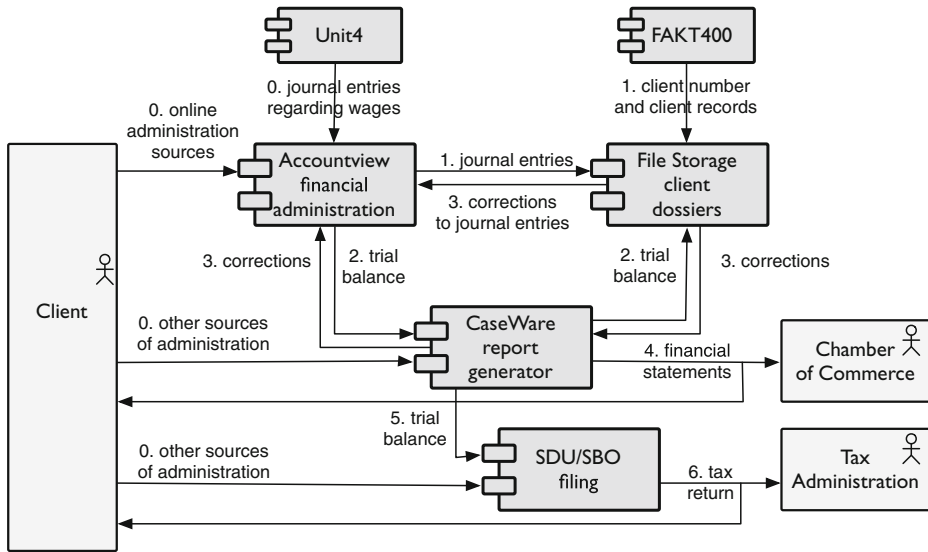 Unit4
FAKT400
0. journal entries
regarding wages
1. client number
and client records
0. online
administration
sources
Accountview
financial
administration
1. journal entries
3. corrections
to journal entries
File Storage
client
dossiers
3. corrections
2. trial
balance
2. trial
balance
3. corrections
Client
0. other sources
of administration
CaseWare
report
generator
4. financial
statements
Chamber
of Commerce
5. trial
balance
0. other sources
of administration
SDU/SBO
filing
6. tax
return
Tax
Administration